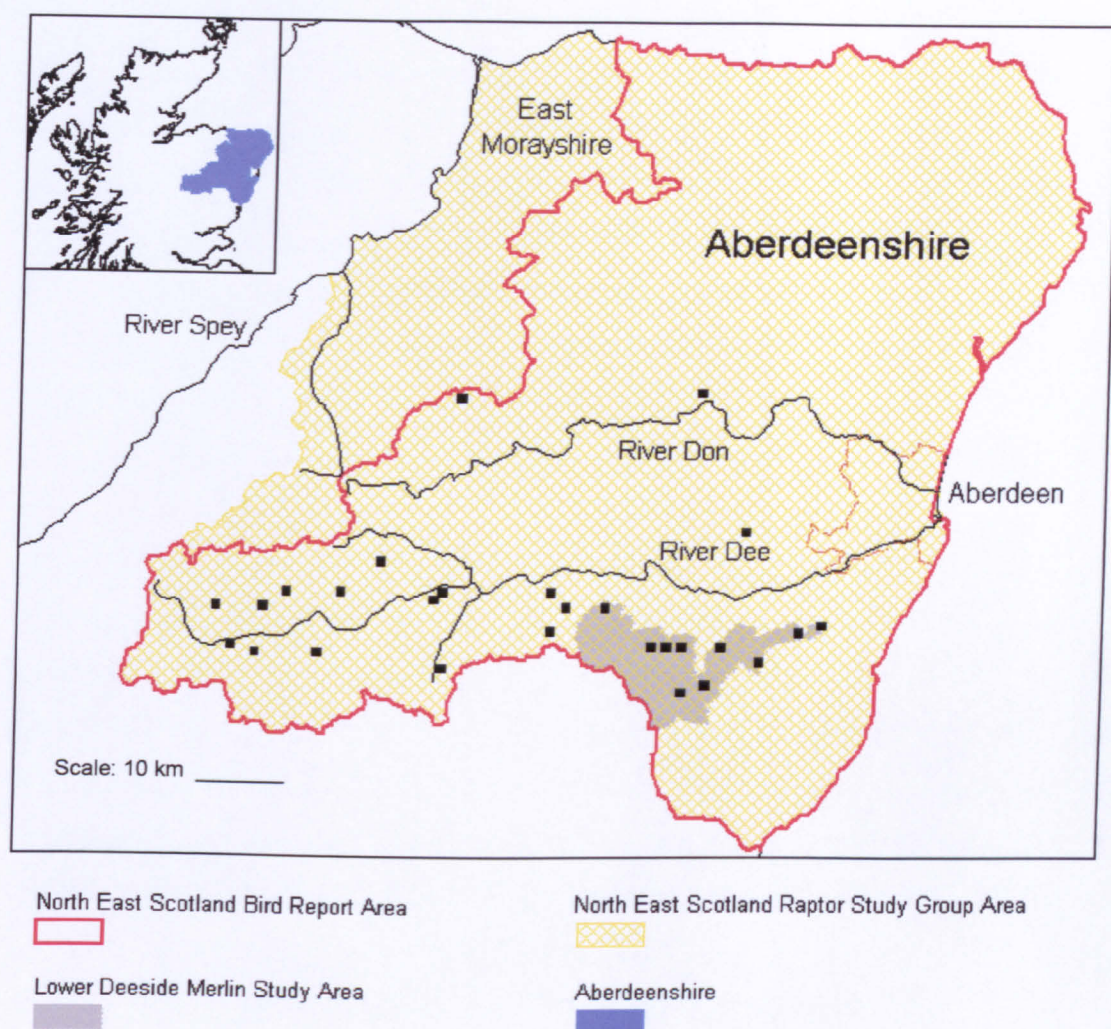 East
Morayshire
Aberdeenshire
River Spey
River Don
Aberdeen
River Dee
Scale: 10 km
North East Scotland Bird Report Area
North East Scotland Raptor Study Group Area
Lower Deeside Merlin Study Area
Aberdeenshire